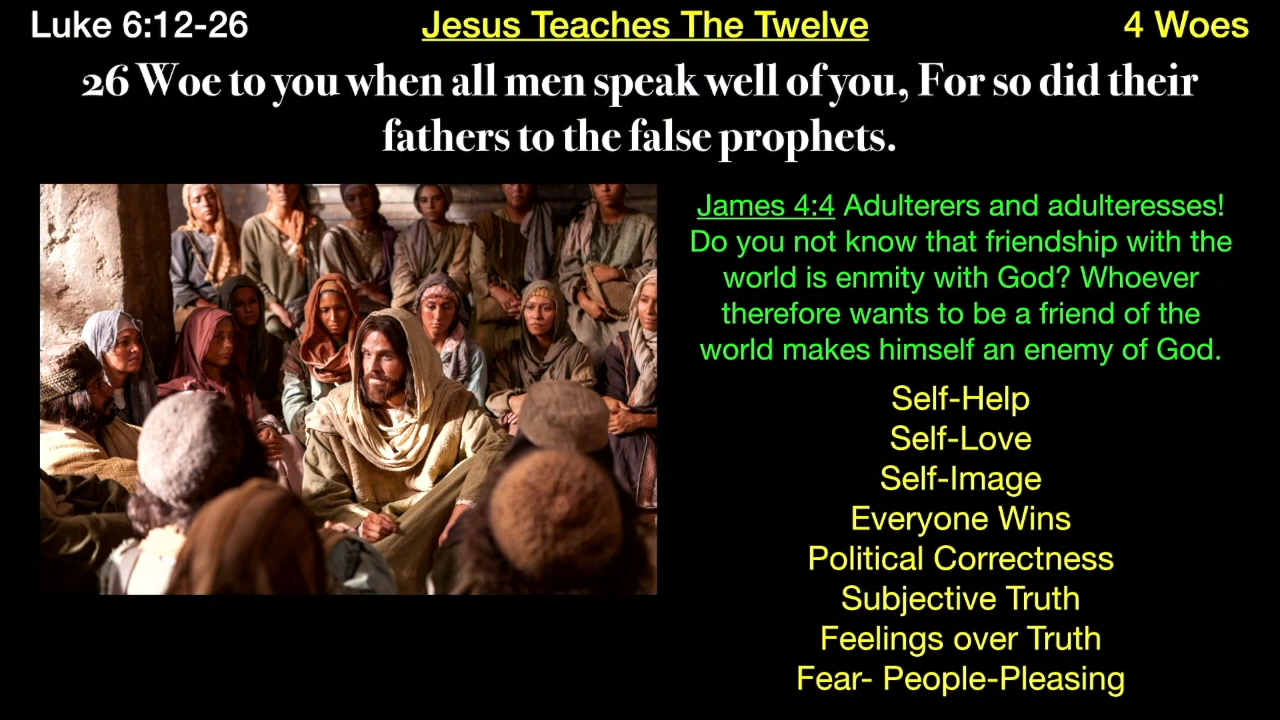 Luke 6:12-26
Jesus Teaches The Twelve
4 Woes
26 Woe to you when all men speak well of you, For so did their
fathers to the false prophets.
James 4:4 Adulterers and adulteresses!
Do you not know that friendship with the
world is enmity with God? Whoever
therefore wants to be a friend of the
world makes himself an enemy of God.
Self-Help
Self-Love
Self-Image
Everyone Wins
Political Correctness
Subjective Truth
Feelings over Truth
Fear- People-Pleasing